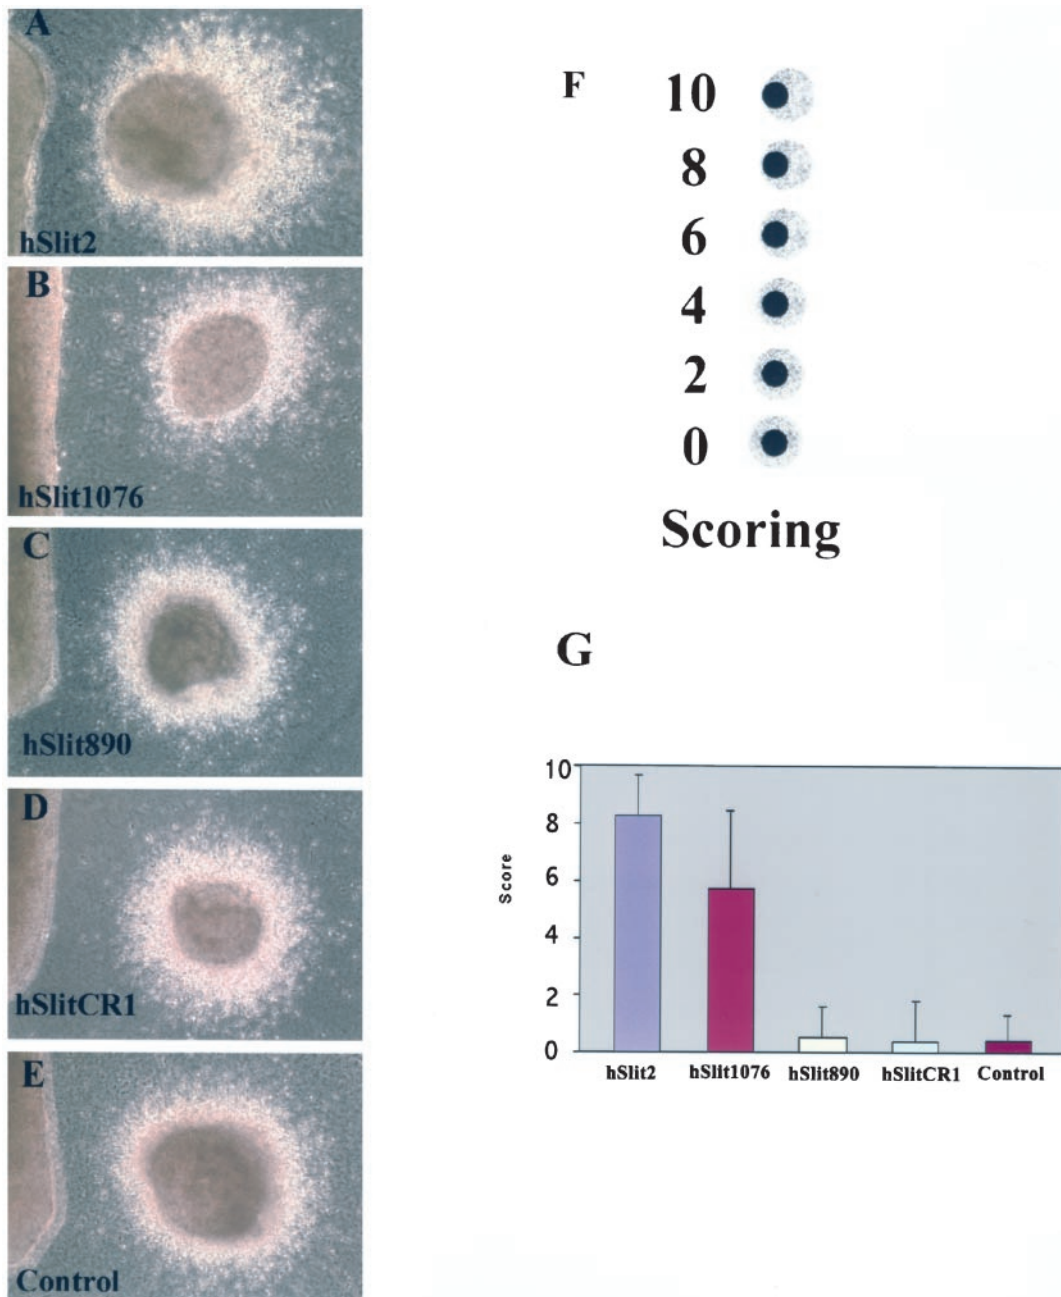 A
hSlit2
B
hSlit1076
C
hSlit890
D
hSlitCR1
E
Control
F
10
8
6
4
2
0
Scoring
G
10
8
6
4
2
0
Score
hSlit2 hSlit1076 hSlit890 hSlitCR1 Control